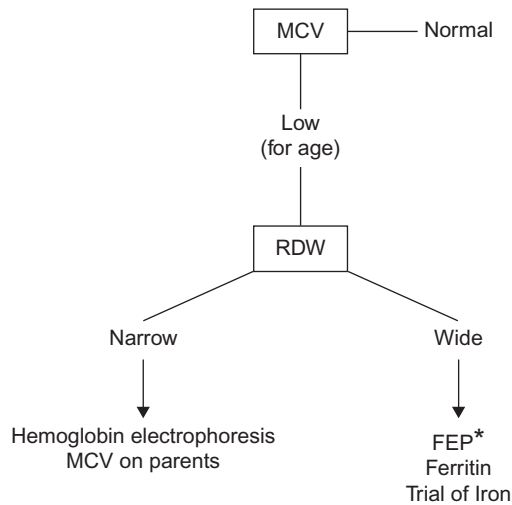 MCV
Normal
Low
(for age)
RDW
Narrow
Wide
Hemoglobin electrophoresis
MCV on parents
FEP*
Ferritin
Trial of Iron